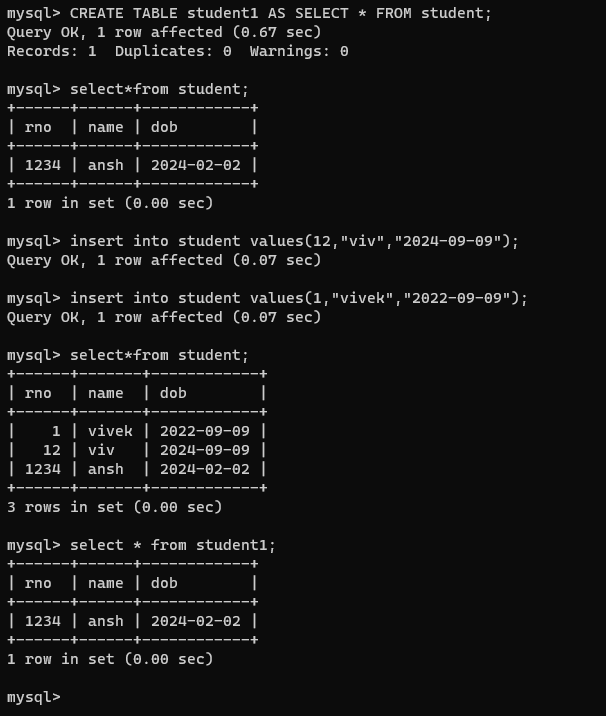 mysql> CREATE TABLE student1 AS SELECT * FROM student;
Query OK, 1 row affected (0.67 sec)
Records: 1  Duplicates: 0  Warnings: 0

mysql> select*from student;
+------+------+------------+
| rno  | name | dob        |
+------+------+------------+
| 1234 | ansh | 2024-02-02 |
+------+------+------------+
1 row in set (0.00 sec)

mysql> insert into student values(12,"viv","2024-09-09");
Query OK, 1 row affected (0.07 sec)

mysql> insert into student values(1,"vivek","2022-09-09");
Query OK, 1 row affected (0.07 sec)

mysql> select*from student;
+------+-------+------------+
| rno  | name  | dob        |
+------+-------+------------+
|    1 | vivek | 2022-09-09 |
|   12 | viv   | 2024-09-09 |
| 1234 | ansh  | 2024-02-02 |
+------+-------+------------+
3 rows in set (0.00 sec)

mysql> select * from student1;
+------+------+------------+
| rno  | name | dob        |
+------+------+------------+
| 1234 | ansh | 2024-02-02 |
+------+------+------------+
1 row in set (0.00 sec)

mysql>